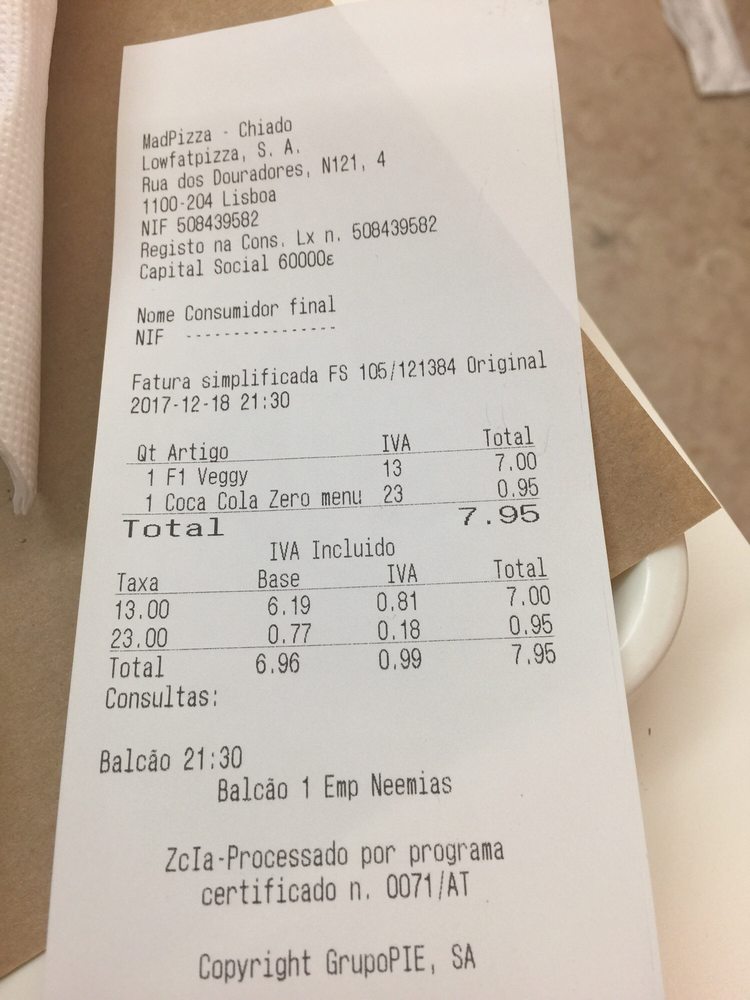 MadPizza - Chiado
Lowfatpizza, S. A.
Rua dos Douradores, N121, 4
1100-204 Lisboa
NIF 508439582
Registo na Cons. Lx n. 508439582
Capital Social 60000ε
Nome Consumidor final
NIF ----------------
Fatura simplificada FS 105/121384 Original
2017-12-18 21:30
Qt Artigo IVA Total
1 F1 Veggy 13 7.00
1 Coca Cola Zero menu 23 0.95
Total 7.95
IVA Incluido
Taxa Base IVA Total
13.00 6.19 0.81 7.00
23.00 0.77 0.18 0.95
Total 6.96 0.99 7.95
Consultas:
Balcão 21:30
Balcão 1 Emp Neemias
ZcIa-Processado por programa
certificado n. 0071/AT
Copyright GrupoPIE, SA